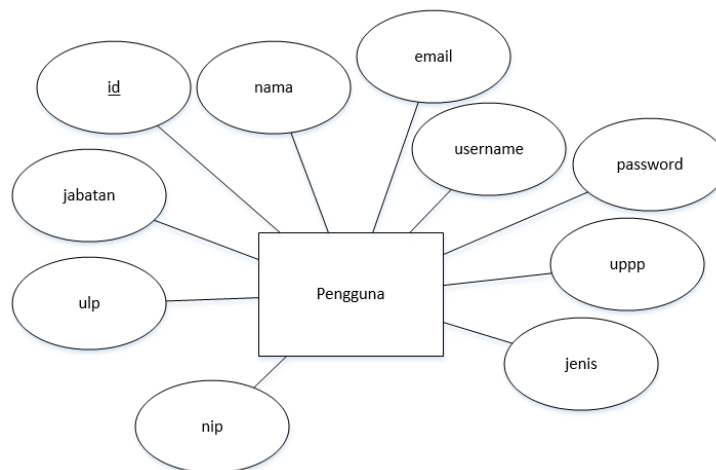 email
id
nama
username
password
jabatan
uppp
Pengguna
ulp
jenis
nip